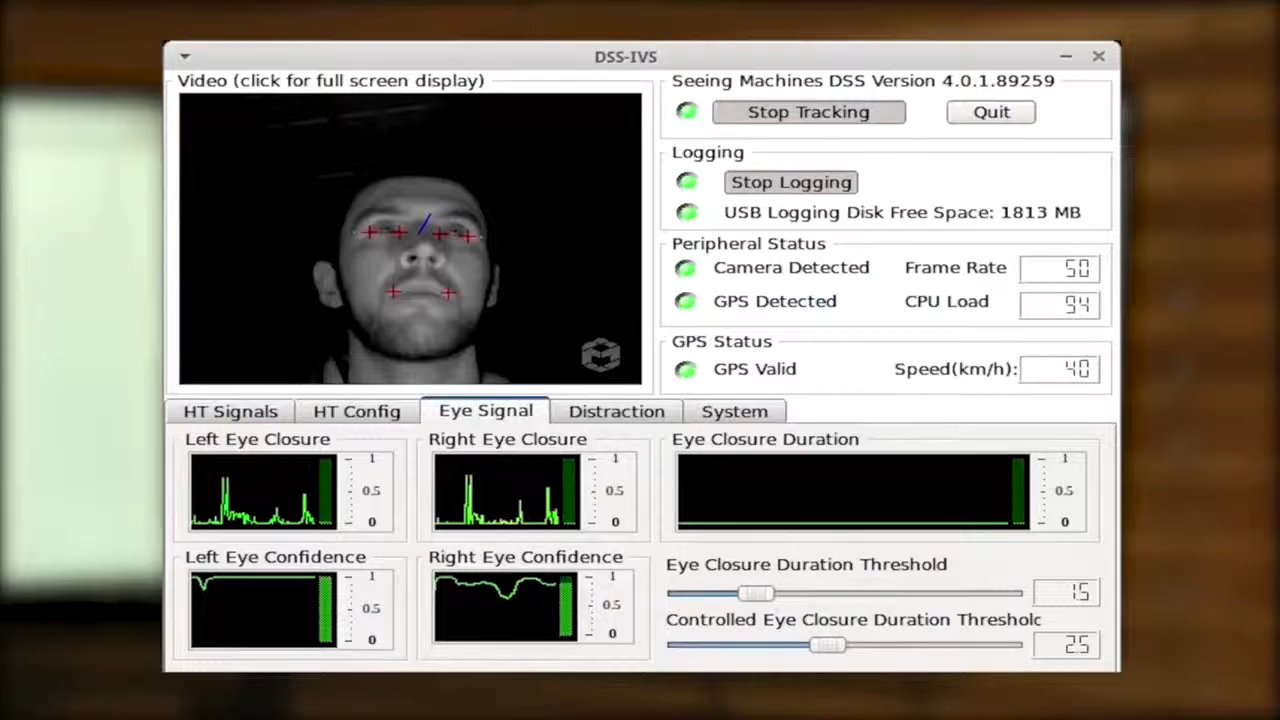 DSS-IVS
Video (click for full screen display)
Seeing Machines DSS Version 4.0.1.89259
Stop Tracking
Quit
Logging
Stop Logging
USB Logging Disk Free Space: 1813 MB
Peripheral Status
Camera Detected
Frame Rate
50
GPS Detected
CPU Load
94
GPS Status
GPS Valid
Speed(km/h):
40
HT Signals
HT Config
Eye Signal
Distraction
System
Left Eye Closure
1
0.5
0
Right Eye Closure
1
0.5
0
Eye Closure Duration
1
0.5
0
Left Eye Confidence
1
0.5
0
Right Eye Confidence
1
0.5
0
Eye Closure Duration Threshold
1.5
Controlled Eye Closure Duration Threshol
2.5